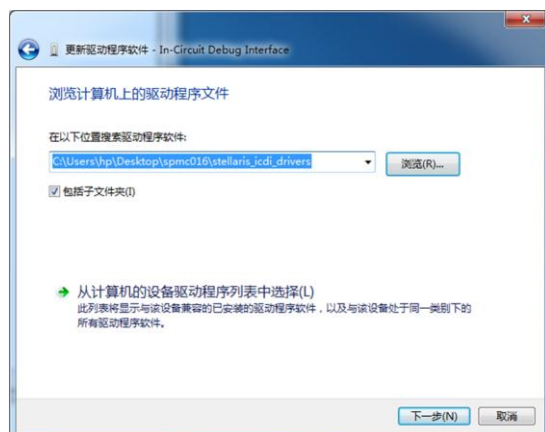 更新驱动程序软件 - In-Circuit Debug Interface
浏览计算机上的驱动程序文件
在以下位置搜索驱动程序软件:
C:\Users\hp\Desktop\spmc016\stellaris_icdi_drivers
浏览(R)...
包括子文件夹(I)
从计算机的设备驱动程序列表中选择(L)
此列表将显示与该设备兼容的已安装的驱动程序软件，以及与该设备处于同一类别下的
所有驱动程序软件。
下一步(N)
取消